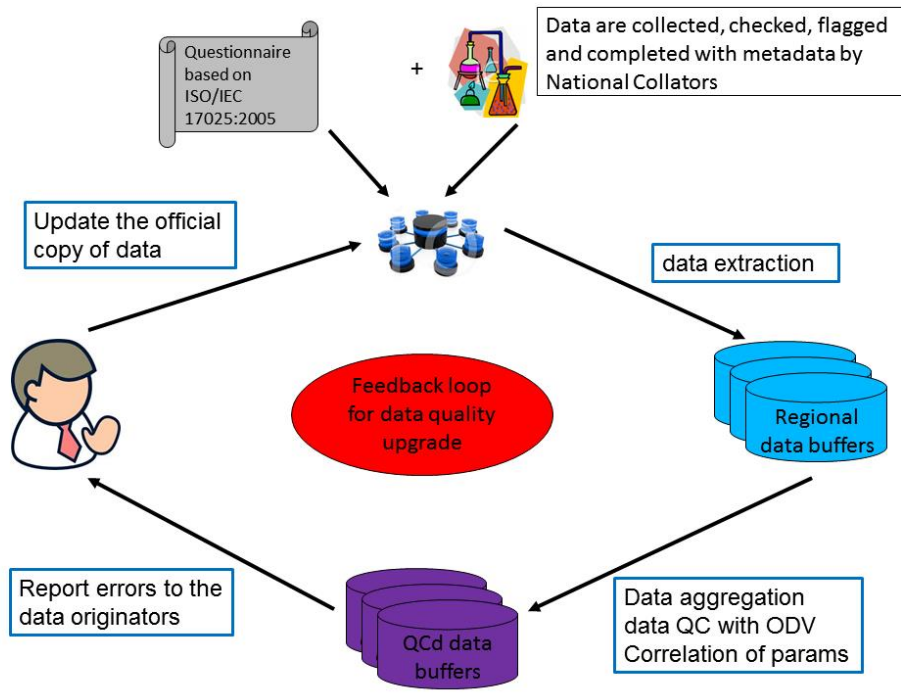 Questionnaire
based on
ISO/IEC
17025:2005
+
Data are collected, checked, flagged
and completed with metadata by
National Collators
Update the official
copy of data
data extraction
Feedback loop
for data quality
upgrade
Regional
data buffers
Report errors to the
data originators
QCd data
buffers
Data aggregation
data QC with ODV
Correlation of params